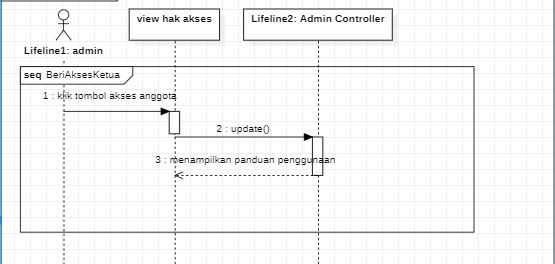 view hak akses
Lifeline2: Admin Controller
Lifeline1: admin
seq BeriAksesKetua
1 : klik tombol akses anggota
2 : update()
3 : menampilkan panduan penggunaan